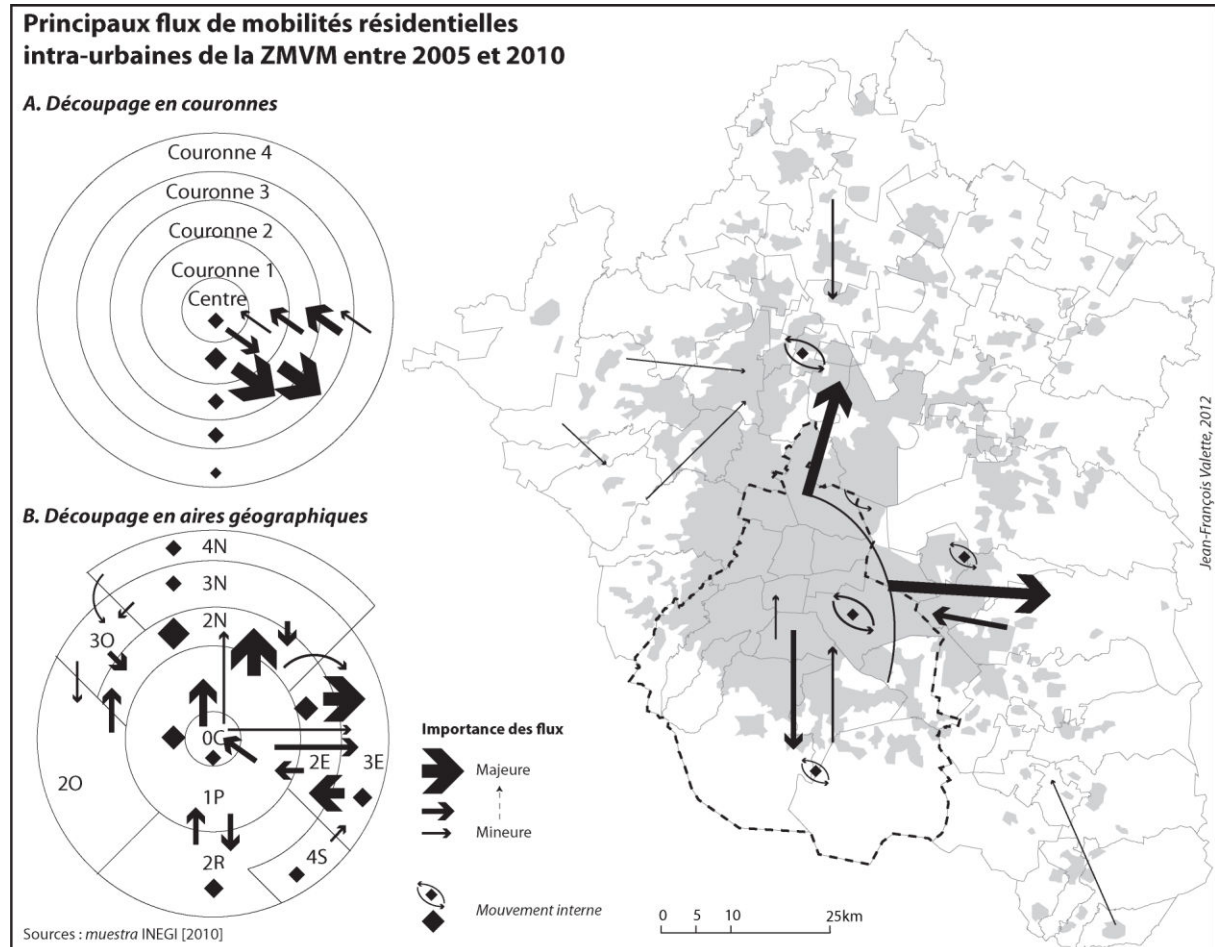 Principaux flux de mobilités résidentielles
intra-urbaines de la ZMVM entre 2005 et 2010
A. Découpage en couronnes
Couronne 4
Couronne 3
Couronne 2
Couronne 1
Centre
B. Découpage en aires géographiques
4N
3N
2N
3O
0C
2O
2E
3E
1P
2R
4S
Importance des flux
Majeure
Mineure
Mouvement interne
0 5 10 25km
Sources : muestra INEGI [2010]
Jean-François Valette, 2012